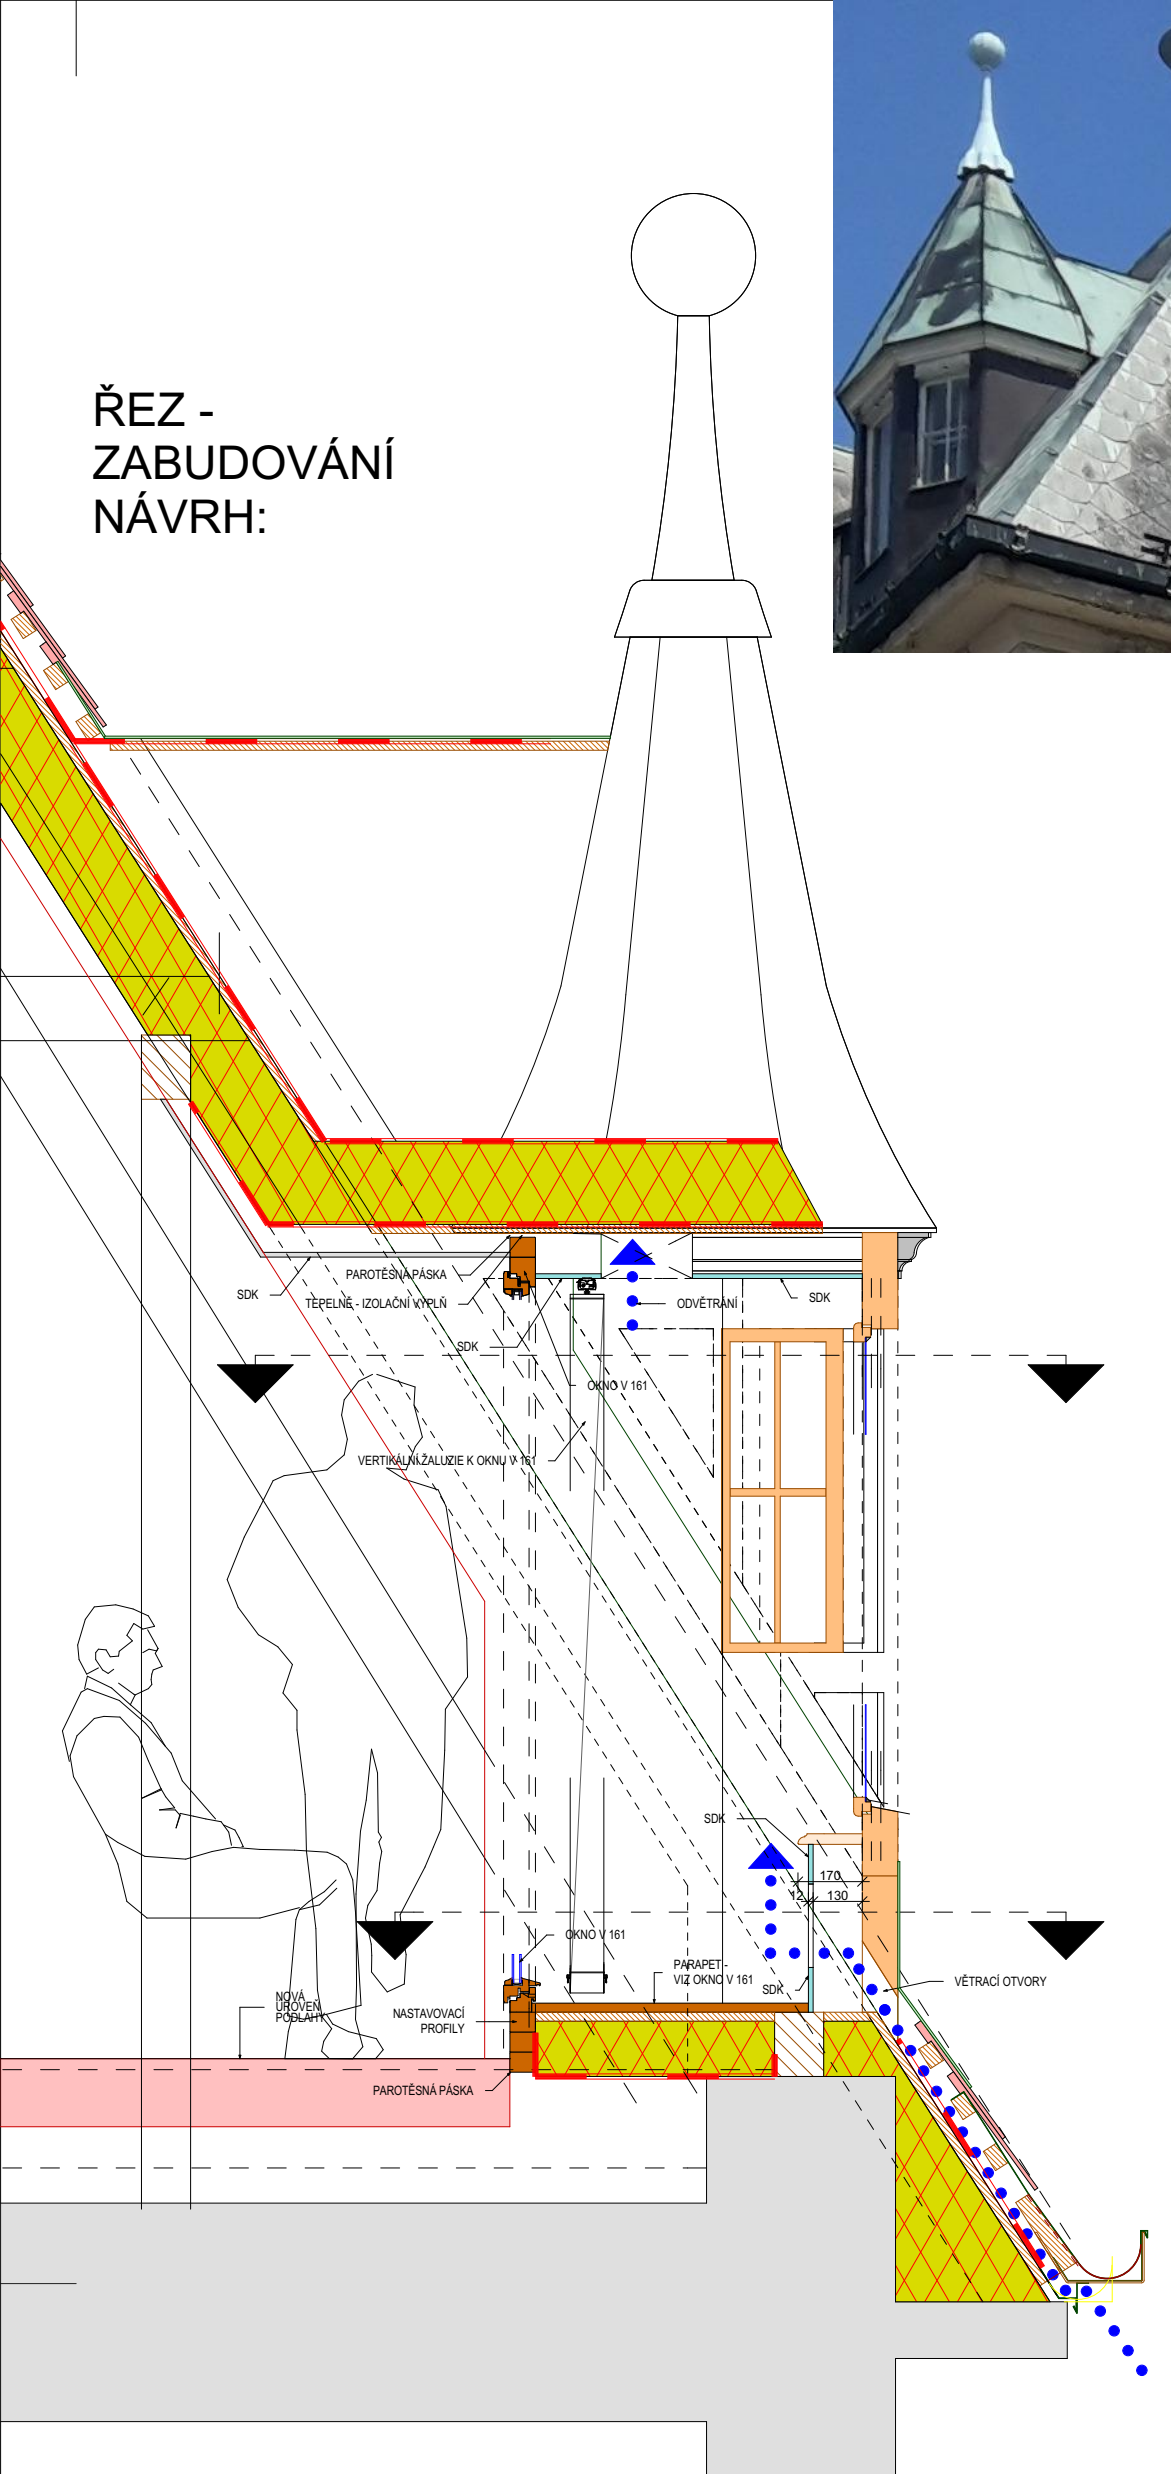 ŘEZ -
ZABUDOVÁNÍ
NÁVRH:
PAROTĚSNÁ PÁSKA
SDK
TEPELNĚ - IZOLAČNÍ VÝPLŇ
ODVĚTRÁNÍ
SDK
SDK
OKNO V 161
VERTIKÁLNÍ ŽALUZIE K OKNU V 161
SDK
170
12
130
OKNO V 161
PARAPET -
VIZ OKNO V 161
SDK
VĚTRACÍ OTVORY
NOVÁ
ÚROVEŇ
PODLAHY
NASTAVOVACÍ
PROFILY
PAROTĚSNÁ PÁSKA